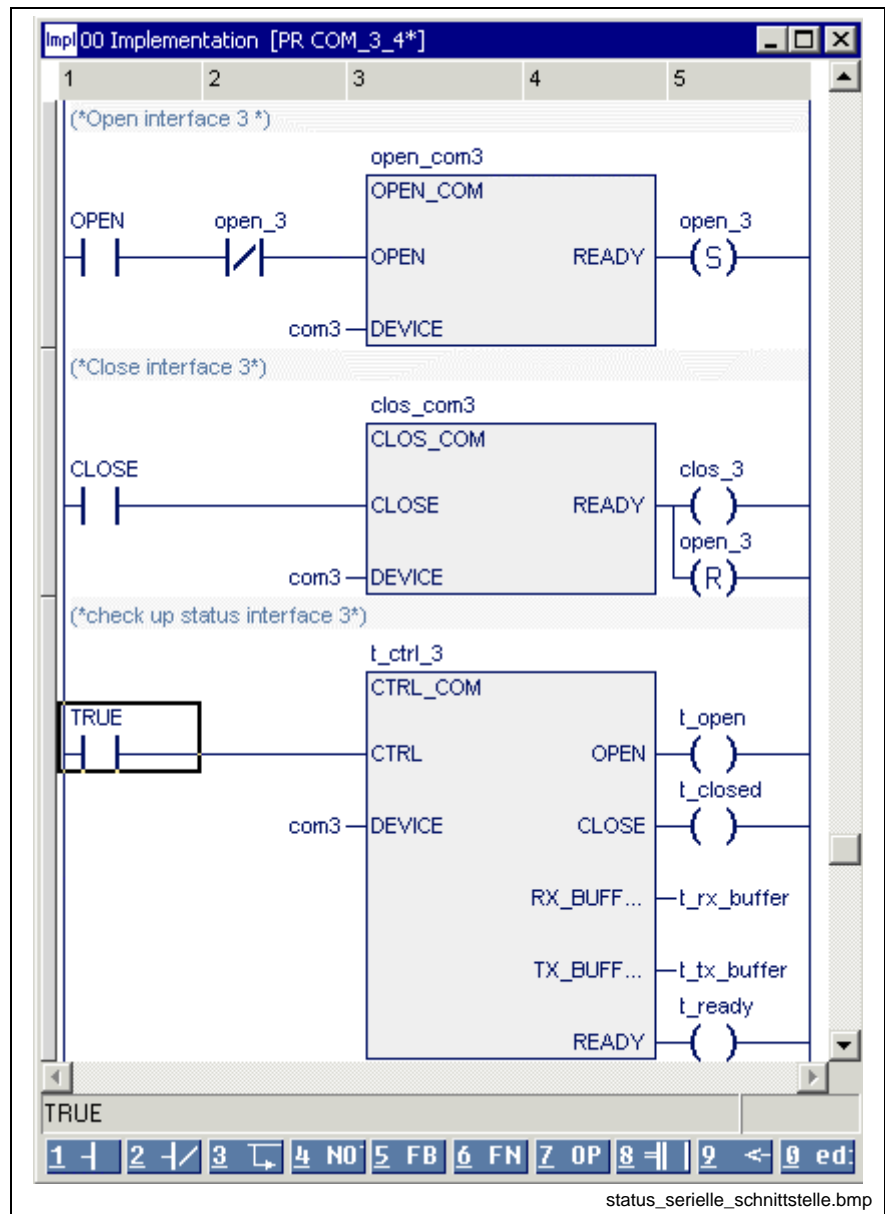 Impl 00 Implementation [PR COM_3_4*]
1 2 3 4 5
(*Open interface 3 *)
open_com3
OPEN_COM
OPEN open_3 open_3
OPEN READY S
com3 DEVICE
(*Close interface 3*)
clos_com3
CLOS_COM
CLOSE clos_3
CLOSE READY
open_3
com3 DEVICE R
(*check up status interface 3*)
t_ctrl_3
CTRL_COM
TRUE t_open
CTRL OPEN
t_closed
com3 DEVICE CLOSE
RX_BUFF... t_rx_buffer
TX_BUFF... t_tx_buffer
t_ready
READY
TRUE
1 2 3 4 NOT 5 FB 6 FN 7 OP 8 9 <- 0 ed:
status_serielle_schnittstelle.bmp